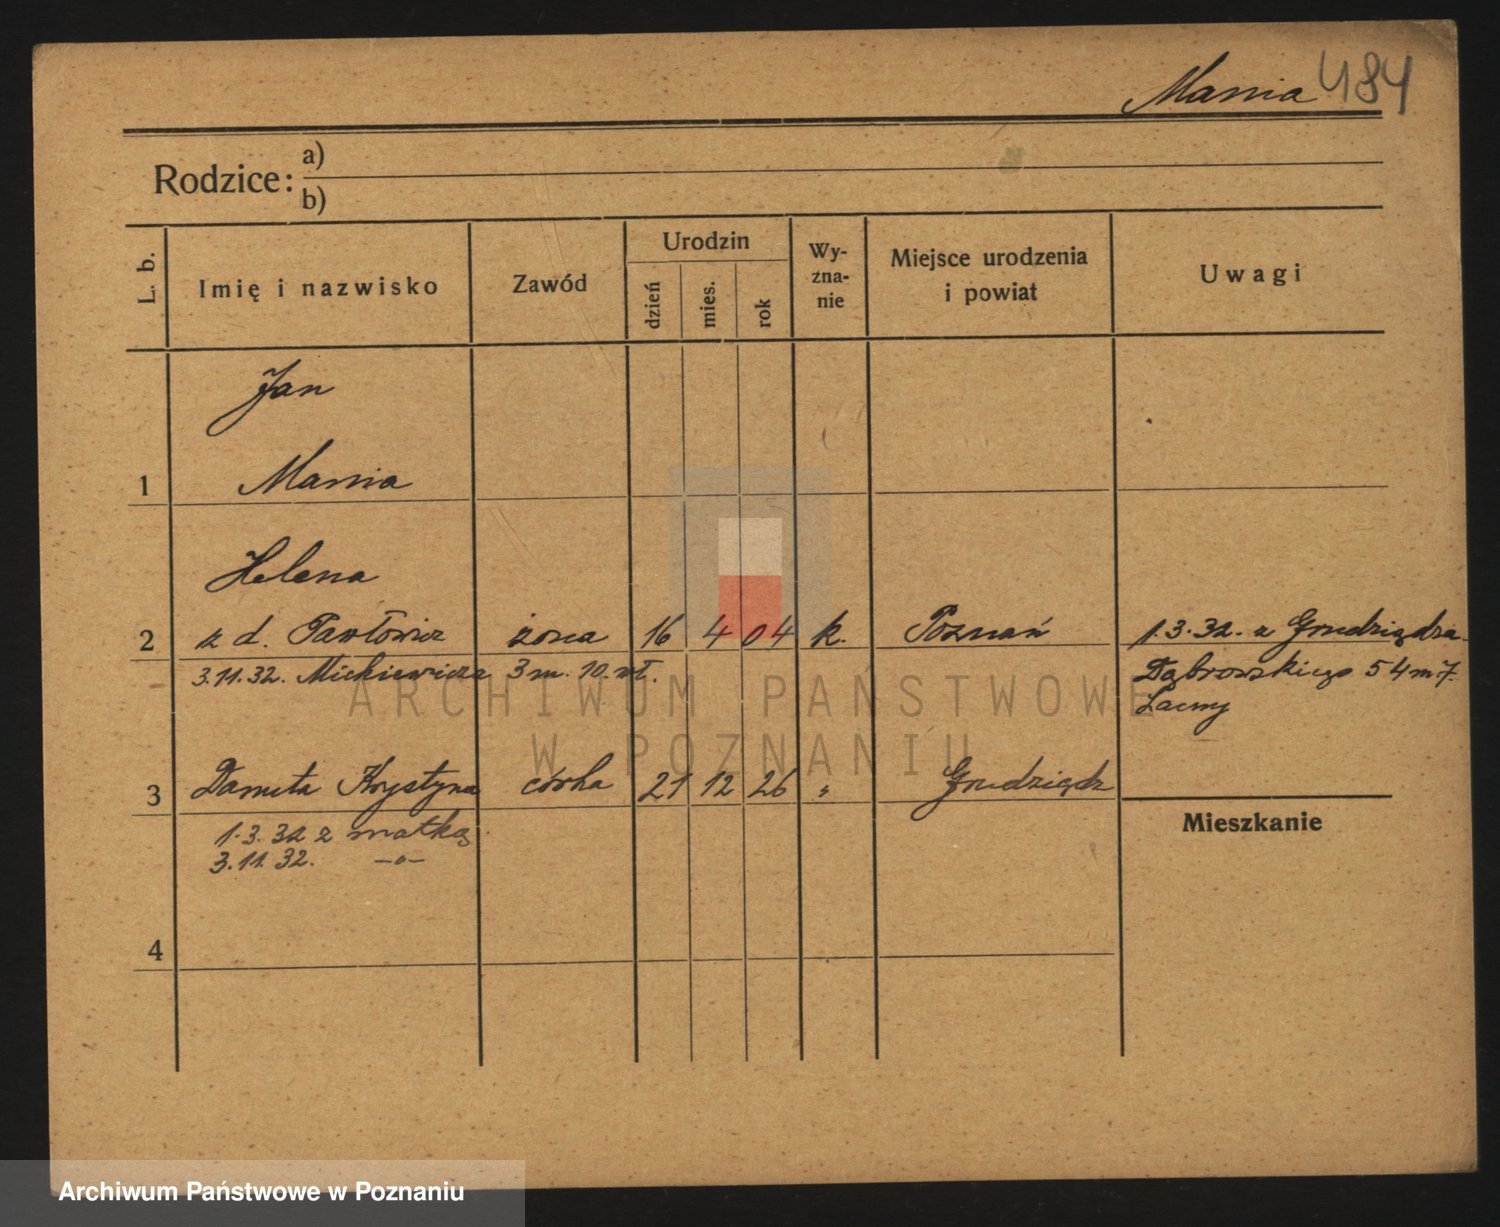 Mania 484
Rodzice: a)
b)
L. b.
Imię i nazwisko
Zawód
Urodzin
dzień
mies.
rok
Wy-
zna-
nie
Miejsce urodzenia
i powiat
Uwagi
Jan
1 Mania
Helena
2 z d. Pawłowicz żona 16 4 04 k. Poznań 1.3.32. z Grudziądza
3.11.32. Mickiewicza 3 m. 10. wł. Dąbrowskiego 54 m 7.
ARCHIWUM PAŃSTWOWE
W POZNANIU
3 Danuta Krystyna córka 21 12 26 " Grudziądz
Mieszkanie
1.3.32 z matką
3.11.32. -"-
4
Archiwum Państwowe w Poznaniu